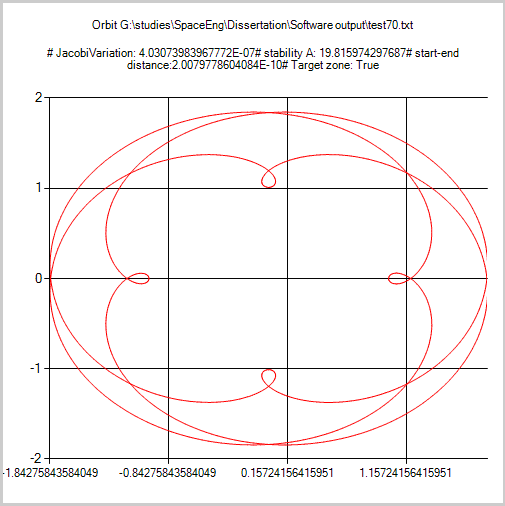 Orbit G:\studies\SpaceEng\Dissertation\Software output\test70.txt
# JacobiVariation: 4.03073983967772E-07# stability A: 19.815974297687# start-end
distance:2.0079778604084E-10# Target zone: True
2
1
0
-1
-2
-1.84275843584049 -0.84275843584049 0.15724156415951 1.15724156415951